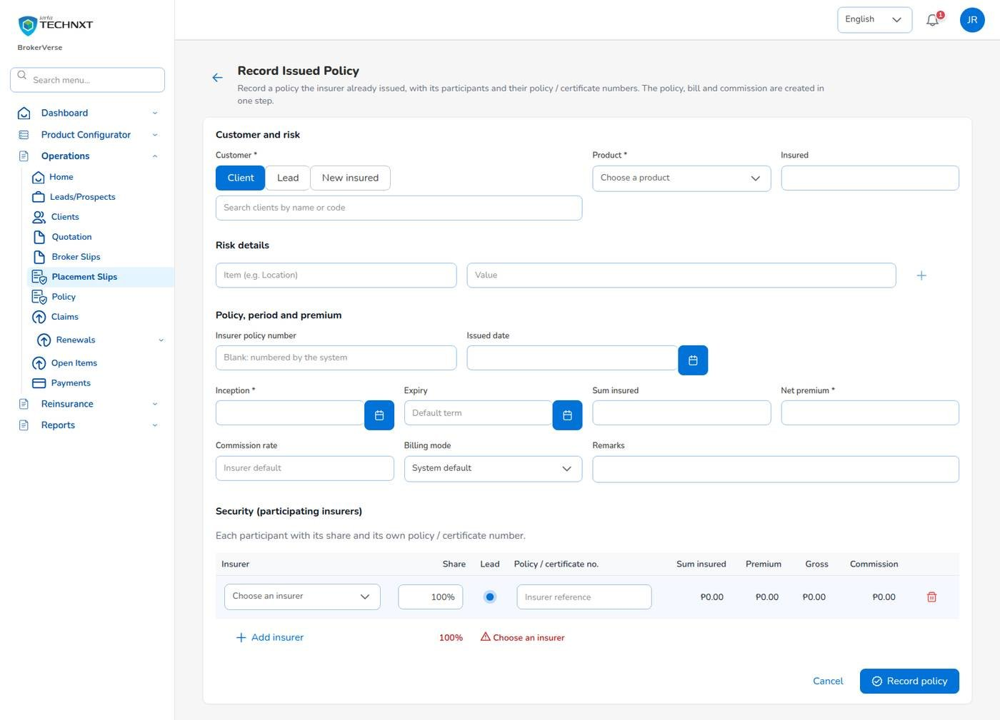 iorta
TECHNXT
BrokerVerse
Search menu...
Dashboard
Product Configurator
Operations
Home
Leads/Prospects
Clients
Quotation
Broker Slips
Placement Slips
Policy
Claims
Renewals
Open Items
Payments
Reinsurance
Reports
English
1
JR
Record Issued Policy
Record a policy the insurer already issued, with its participants and their policy / certificate numbers. The policy, bill and commission are created in
one step.
Customer and risk
Customer * Product * Insured
Client Lead New insured Choose a product
Search clients by name or code
Risk details
Item (e.g. Location) Value
Policy, period and premium
Insurer policy number Issued date
Blank: numbered by the system
Inception * Expiry Sum insured Net premium *
Default term
Commission rate Billing mode Remarks
Insurer default System default
Security (participating insurers)
Each participant with its share and its own policy / certificate number.
Insurer Share Lead Policy / certificate no. Sum insured Premium Gross Commission
Choose an insurer 100% Insurer reference ₱0.00 ₱0.00 ₱0.00 ₱0.00
Add insurer 100% Choose an insurer
Cancel Record policy